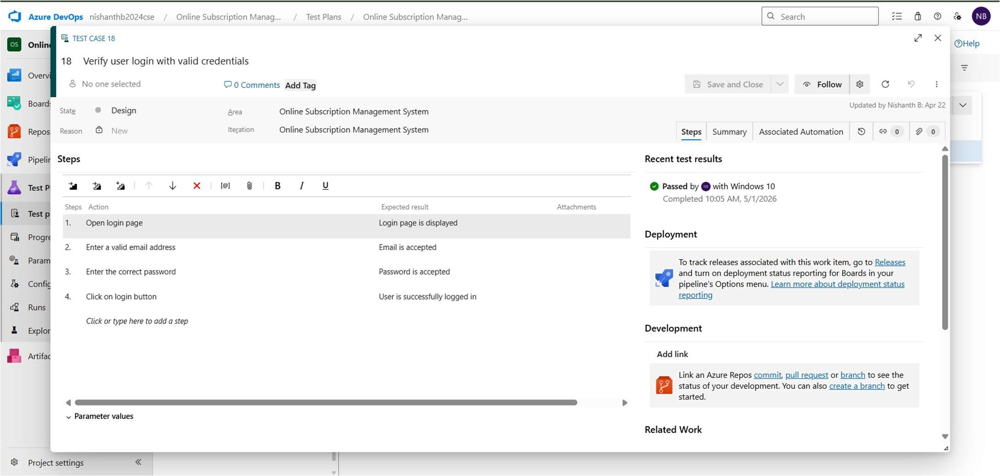 Azure DevOps nishanthb2024cse / Online Subscription Manag... / Test Plans / Online Subscription Manag...
Search
NB
OS
Online
Help
TEST CASE 18
18 Verify user login with valid credentials
No one selected
0 Comments
Add Tag
Save and Close
Follow
State
Design
Area
Online Subscription Management System
Updated by Nishanth B: Apr 22
Reason
New
Iteration
Online Subscription Management System
Steps
Summary
Associated Automation
0
0
Overvi
Boards
Repos
Pipelin
Test P
Test p
Progre
Param
Config
Runs
Explor
Artifac
Project settings
Steps
B I U
Steps Action Expected result Attachments
1. Open login page Login page is displayed
2. Enter a valid email address Email is accepted
3. Enter the correct password Password is accepted
4. Click on login button User is successfully logged in
Click or type here to add a step
Parameter values
Recent test results
Passed by NB with Windows 10
Completed 10:05 AM, 5/1/2026
Deployment
To track releases associated with this work item, go to Releases
and turn on deployment status reporting for Boards in your
pipeline's Options menu. Learn more about deployment status
reporting
Development
Add link
Link an Azure Repos commit, pull request or branch to see the
status of your development. You can also create a branch to get
started.
Related Work